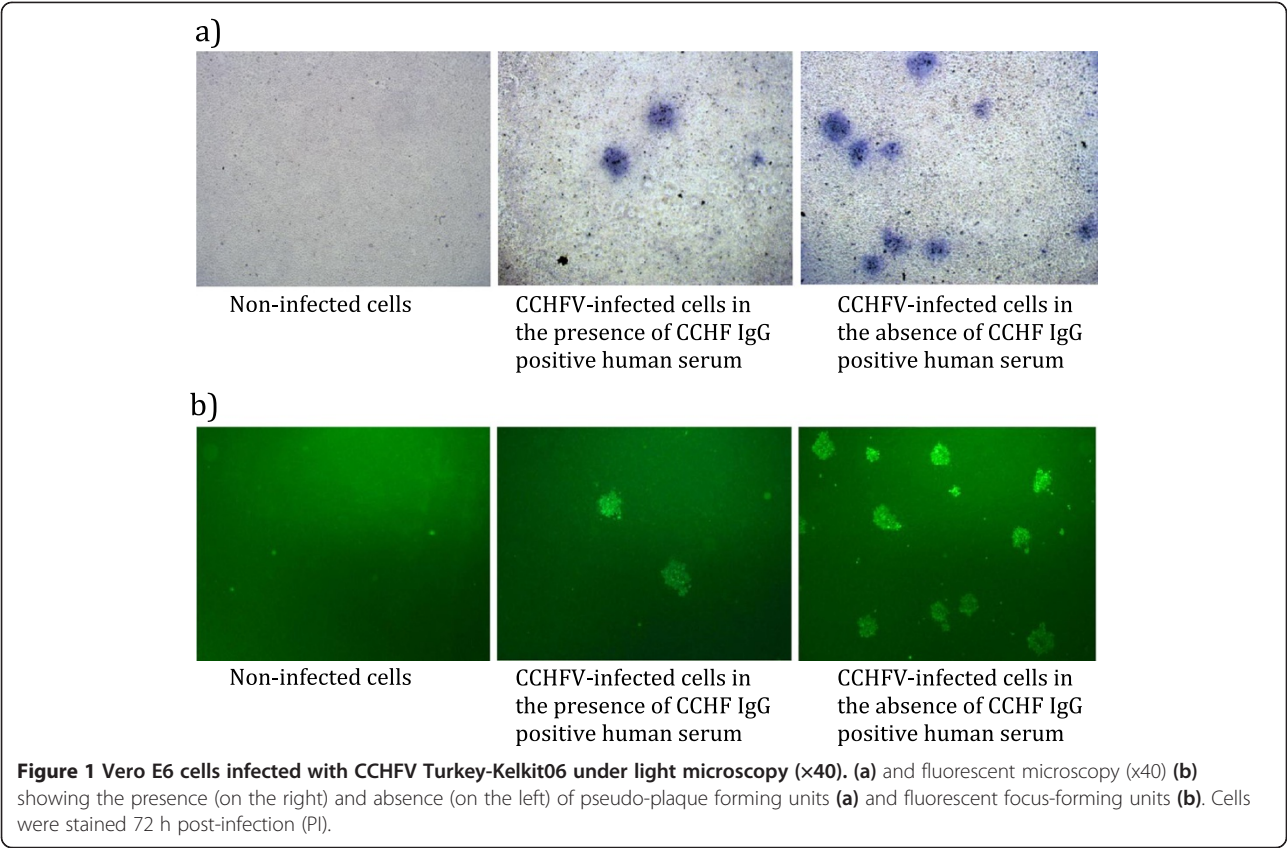 a)
Non-infected cells
CCHFV-infected cells in
the presence of CCHF IgG
positive human serum
CCHFV-infected cells in
the absence of CCHF IgG
positive human serum
b)
Non-infected cells
CCHFV-infected cells in
the presence of CCHF IgG
positive human serum
CCHFV-infected cells in
the absence of CCHF IgG
positive human serum
Figure 1 Vero E6 cells infected with CCHFV Turkey-Kelkit06 under light microscopy (×40). (a) and fluorescent microscopy (x40) (b)
showing the presence (on the right) and absence (on the left) of pseudo-plaque forming units (a) and fluorescent focus-forming units (b). Cells
were stained 72 h post-infection (PI).